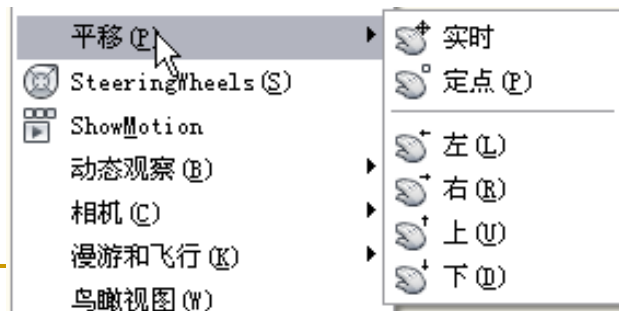 平移(P)
SteeringWheels(S)
ShowMotion
动态观察(B)
相机(C)
漫游和飞行(K)
鸟瞰视图(W)
实时
定点(P)
左(L)
右(R)
上(U)
下(D)